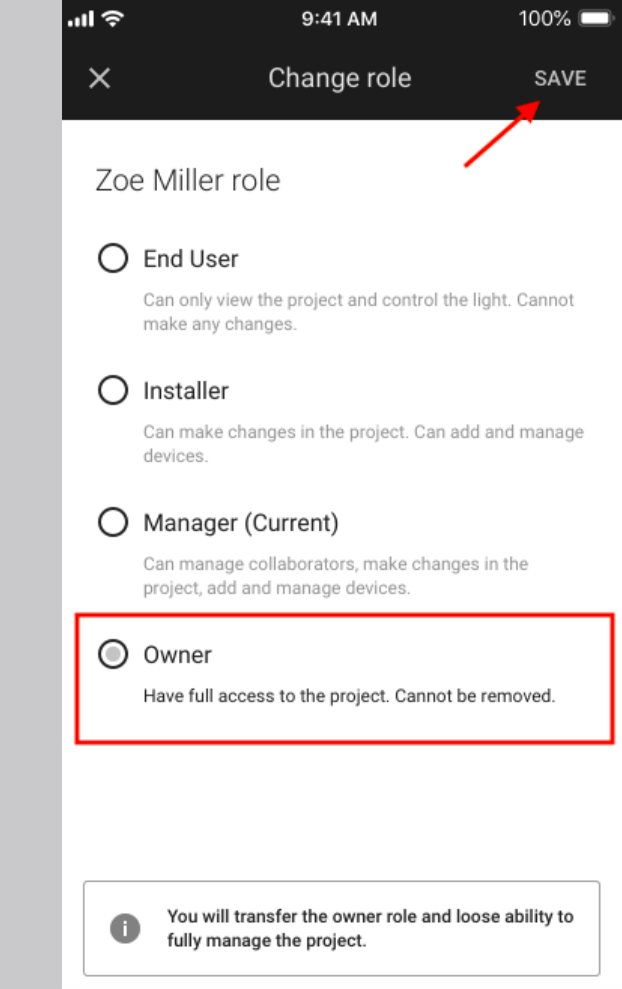 9:41 AM 100%
Change role SAVE
Zoe Miller role
End User
Can only view the project and control the light. Cannot
make any changes.
Installer
Can make changes in the project. Can add and manage
devices.
Manager (Current)
Can manage collaborators, make changes in the
project, add and manage devices.
Owner
Have full access to the project. Cannot be removed.
You will transfer the owner role and loose ability to
fully manage the project.